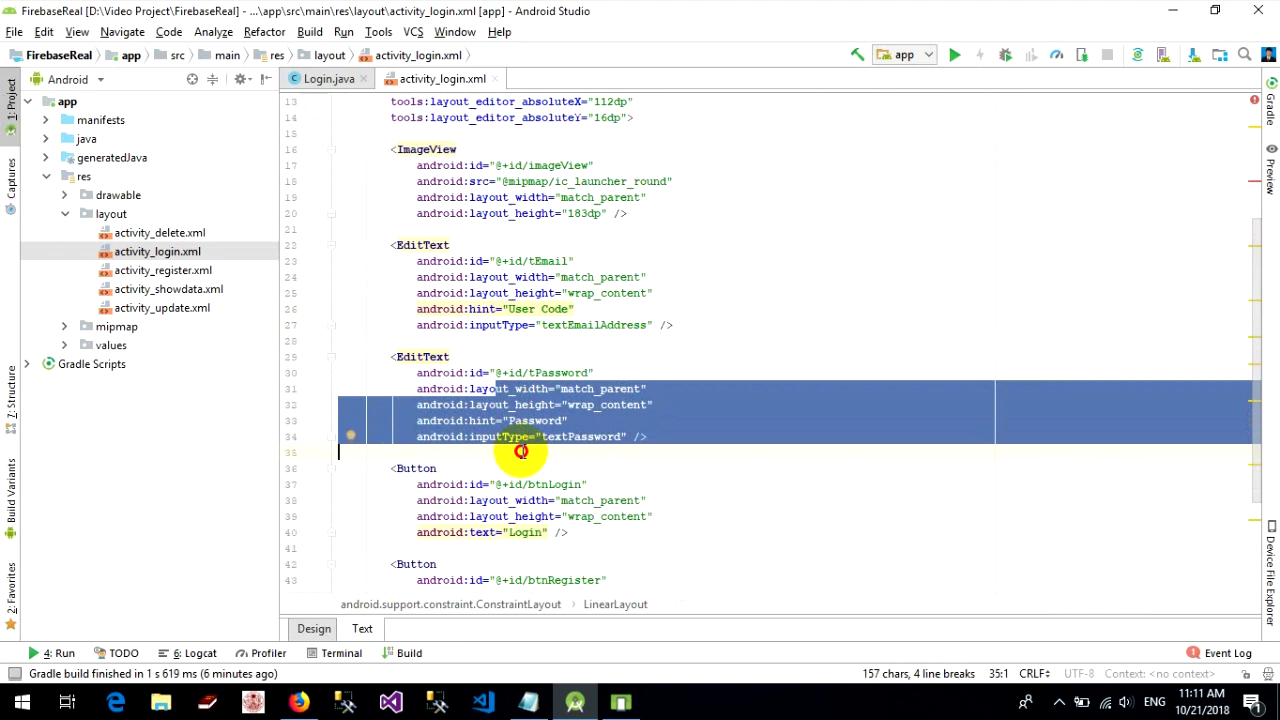 FirebaseReal [D:\Video Project\FirebaseReal] - ...\app\src\main\res\layout\activity_login.xml [app] - Android Studio
File Edit View Navigate Code Analyze Refactor Build Run Tools VCS Window Help
FirebaseReal app src main res layout activity_login.xml app
Android Login.java activity_login.xml
1: Project
Captures
7: Structure
Build Variants
2: Favorites
app
manifests
java
generatedJava
res
drawable
layout
activity_delete.xml
activity_login.xml
activity_register.xml
activity_showdata.xml
activity_update.xml
mipmap
values
Gradle Scripts
13 tools:layout_editor_absoluteX="112dp"
14 tools:layout_editor_absoluteY="16dp">
15
16 <ImageView
17 android:id="@+id/imageView"
18 android:src="@mipmap/ic_launcher_round"
19 android:layout_width="match_parent"
20 android:layout_height="183dp" />
21
22 <EditText
23 android:id="@+id/tEmail"
24 android:layout_width="match_parent"
25 android:layout_height="wrap_content"
26 android:hint="User Code"
27 android:inputType="textEmailAddress" />
28
29 <EditText
30 android:id="@+id/tPassword"
31 android:layout_width="match_parent"
32 android:layout_height="wrap_content"
33 android:hint="Password"
34 android:inputType="textPassword" />
35
36 <Button
37 android:id="@+id/btnLogin"
38 android:layout_width="match_parent"
39 android:layout_height="wrap_content"
40 android:text="Login" />
41
42 <Button
43 android:id="@+id/btnRegister"
android.support.constraint.ConstraintLayout LinearLayout
Design Text
Gradle
Preview
Device File Explorer
4: Run TODO 6: Logcat Profiler Terminal Build 1 Event Log
Gradle build finished in 1 s 619 ms (6 minutes ago) 157 chars, 4 line breaks 35:1 CRLF÷ UTF-8 Context: <no context>
ENG 11:11 AM
10/21/2018 1